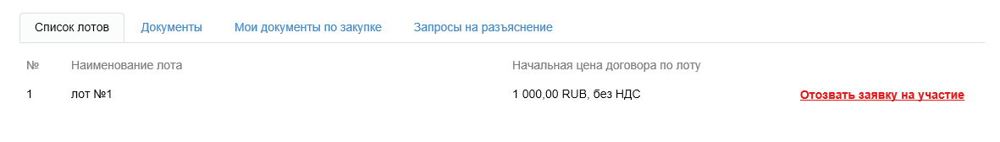 Список лотов Документы Мои документы по закупке Запросы на разъяснение
№ Наименование лота Начальная цена договора по лоту
1 лот №1 1 000,00 RUB, без НДС Отозвать заявку на участие